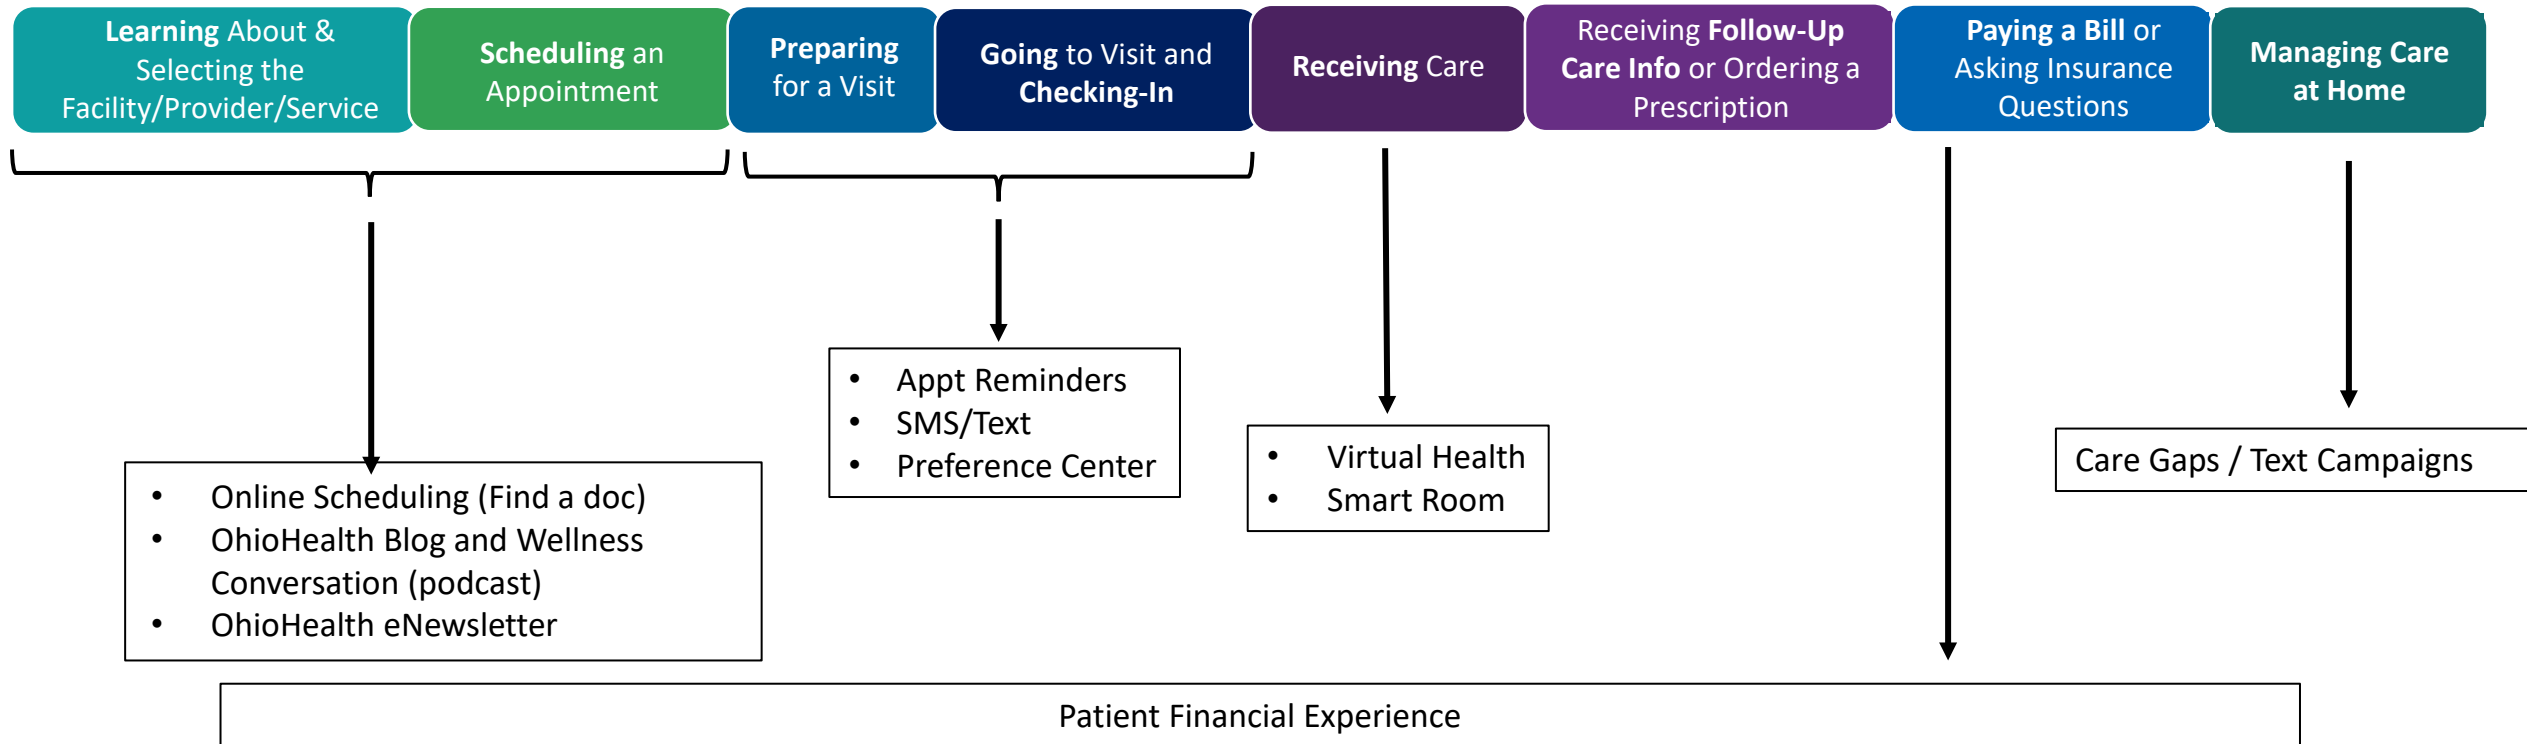 Learning About &
Selecting the
Facility/Provider/Service
Scheduling an
Appointment
Preparing
for a Visit
Going to Visit and
Checking-In
Receiving Care
Receiving Follow-Up
Care Info or Ordering a
Prescription
Paying a Bill or
Asking Insurance
Questions
Managing Care
at Home
• Online Scheduling (Find a doc)
• OhioHealth Blog and Wellness
Conversation (podcast)
• OhioHealth eNewsletter
• Appt Reminders
• SMS/Text
• Preference Center
• Virtual Health
• Smart Room
Care Gaps / Text Campaigns
Patient Financial Experience